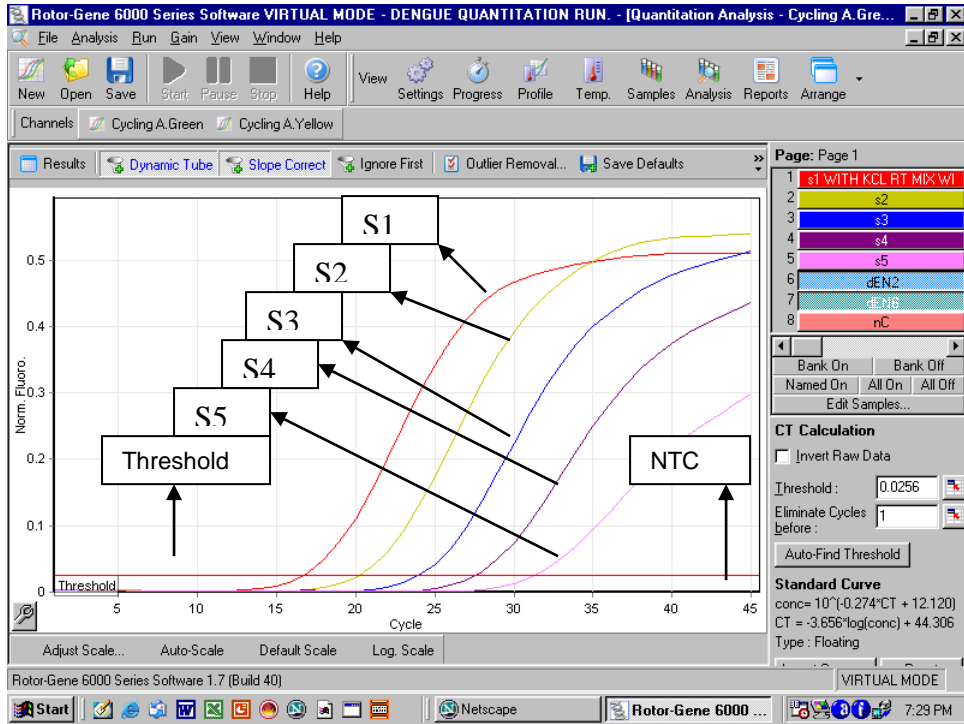 Rotor-Gene 6000 Series Software VIRTUAL MODE - DENGUE QUANTITATION RUN. - [Quantitation Analysis - Cycling A.Gre...
File Analysis Run Gain View Window Help
New Open Save Start Pause Stop Help View Settings Progress Profile Temp. Samples Analysis Reports Arrange
Channels Cycling A.Green Cycling A.Yellow
Results Dynamic Tube Slope Correct Ignore First Outlier Removal... Save Defaults »
S1
S2
S3
S4
S5
Threshold
NTC
Norm. Fluoro.
0.5
0.4
0.3
0.2
0.1
0
Threshold
5 10 15 20 25 30 35 40 45
Cycle
Adjust Scale... Auto-Scale Default Scale Log. Scale
Page: Page 1
1 s1 WITH KCL RT MIX WI
2 s2
3 s3
4 s4
5 s5
6 dEN2
7 dEN6
8 nC
Bank On Bank Off
Named On All On All Off
Edit Samples...
CT Calculation
Invert Raw Data
Threshold : 0.0256
Eliminate Cycles before : 1
Auto-Find Threshold
Standard Curve
conc= 10^(-0.274*CT + 12.120)
CT = -3.656*log(conc) + 44.306
Type : Floating
Rotor-Gene 6000 Series Software 1.7 (Build 40)
VIRTUAL MODE
Start Netscape Rotor-Gene 6000 ... 7:29 PM